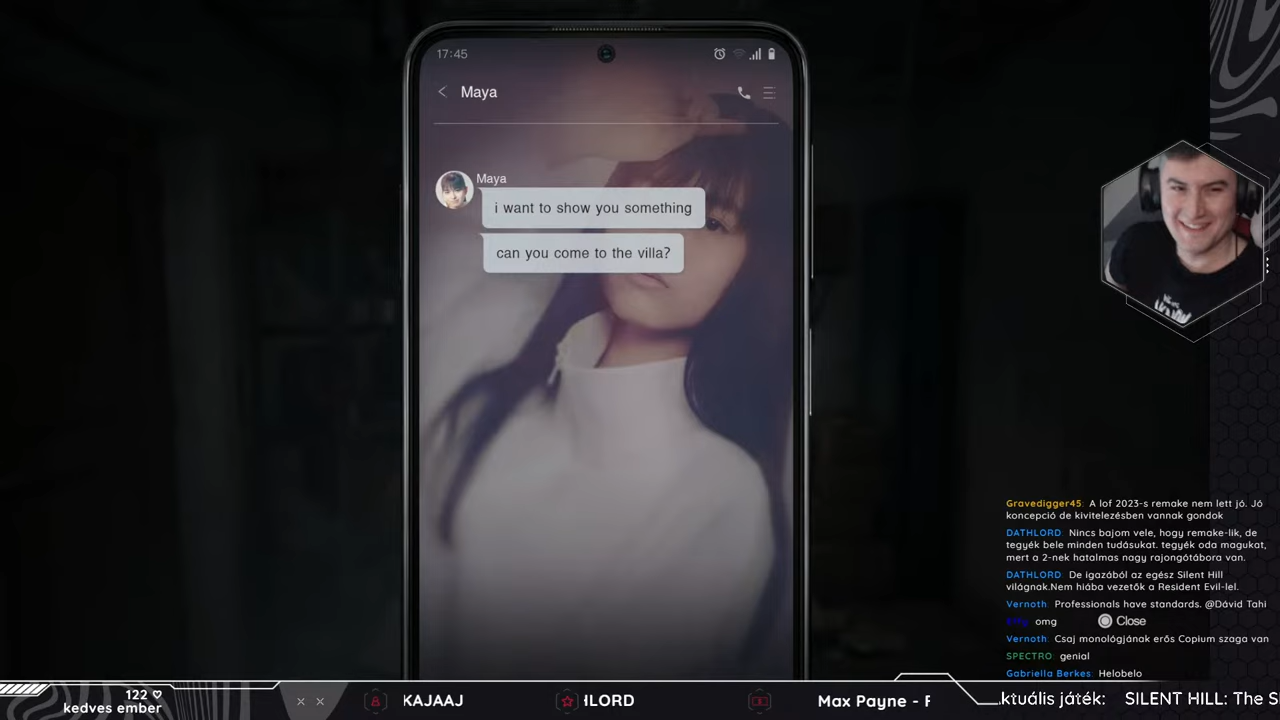 17:45
Maya
Maya
i want to show you something
can you come to the villa?
Gravedigger45: A lof 2023-s remake nem lett jó. Jó
koncepció de kivitelezésben vannak gondok
DATHLORD: Nincs bajom vele, hogy remake-lik, de
tegyék bele minden tudásukat. tegyék oda magukat,
mert a 2-nek hatalmas nagy rajongótábora van.
DATHLORD: De igazából az egész Silent Hill
világnak.Nem hiába vezetők a Resident Evil-lel.
Vernoth: Professionals have standards. @Dávid Tahi
omg
Close
Vernoth: Csaj monológjának erős Copium szaga van
SPECTRO: genial
Gabriella Berkes: Helobelo
122
kedves ember
KAJAAJ
HLORD
Max Payne - F
ktuális játék: SILENT HILL: The S